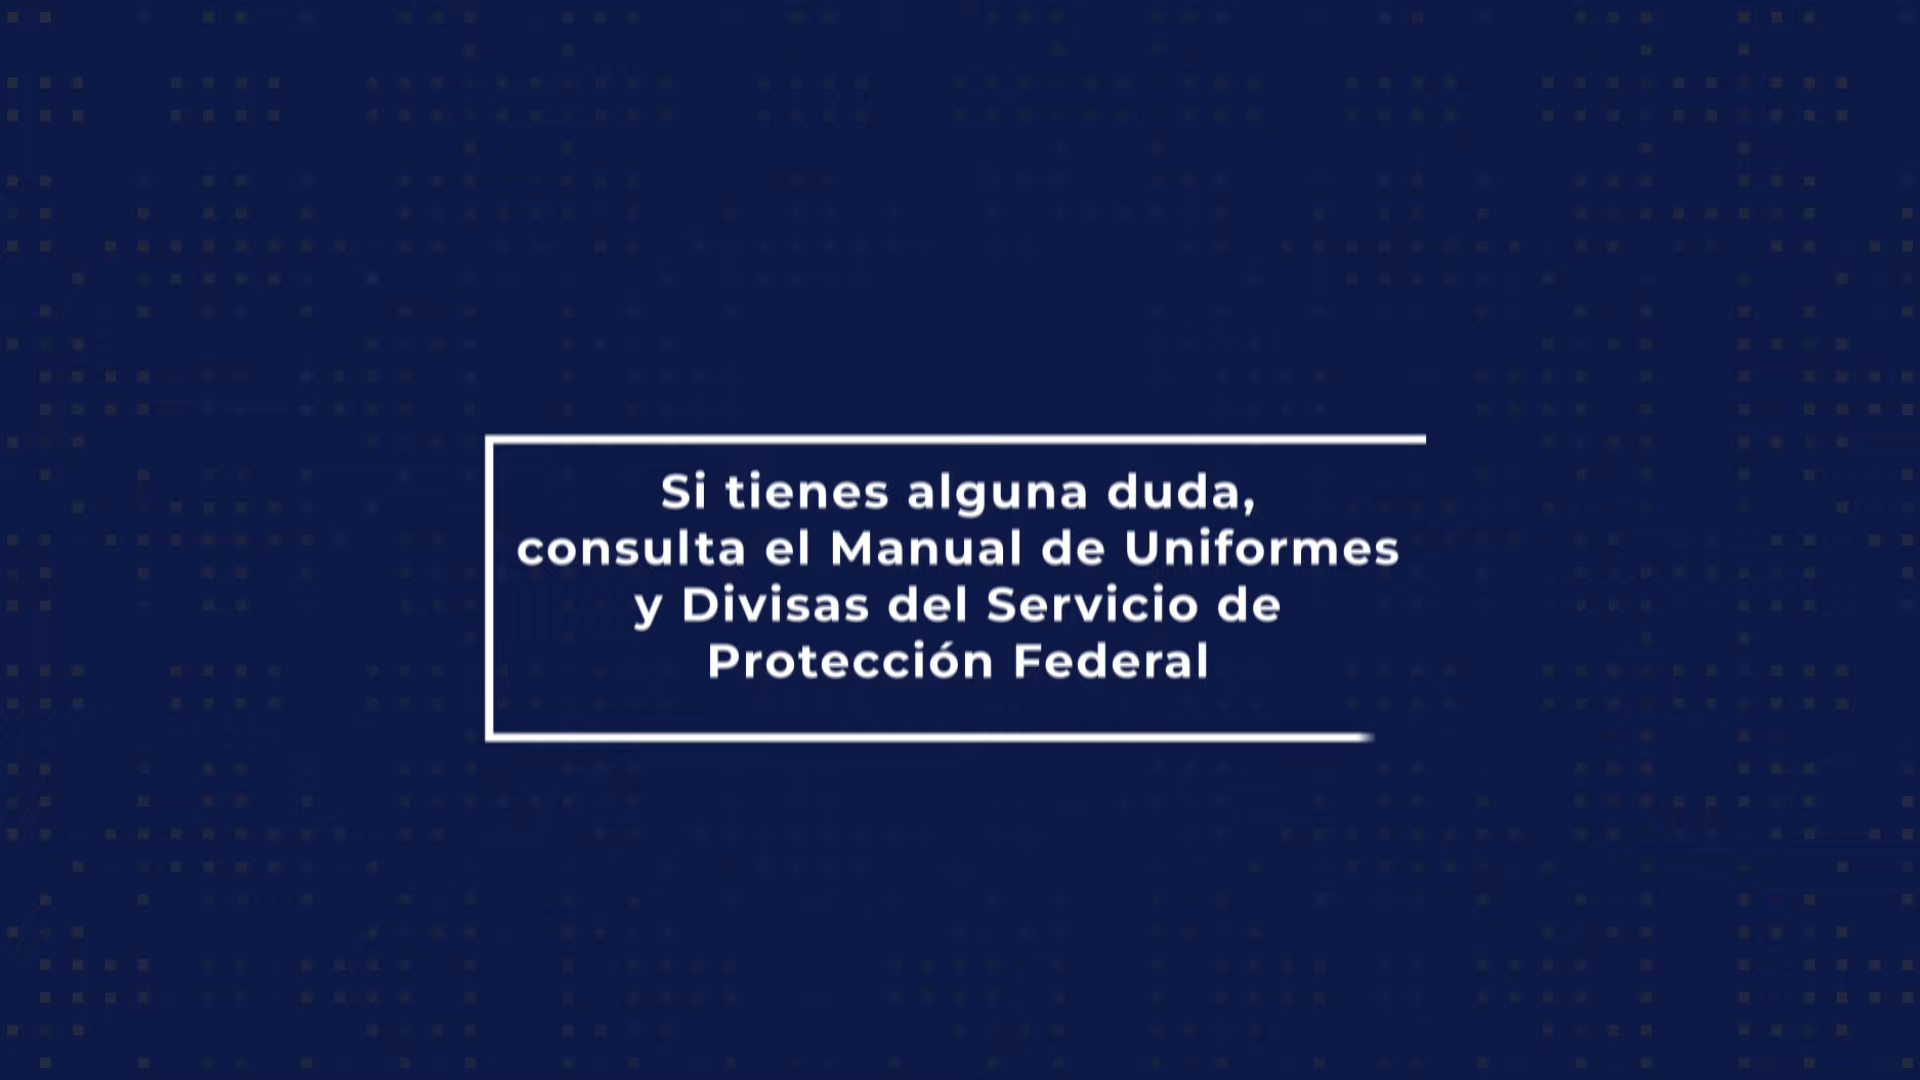 Si tienes alguna duda,
consulta el Manual de Uniformes
y Divisas del Servicio de
Protección Federal